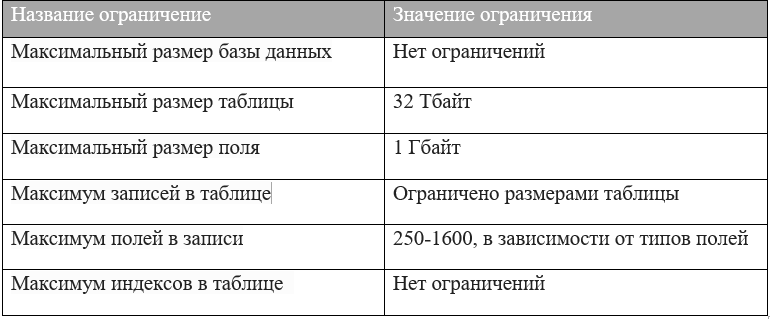 Название ограничение Значение ограничения
Максимальный размер базы данных Нет ограничений
Максимальный размер таблицы 32 Тбайт
Максимальный размер поля 1 Гбайт
Максимум записей в таблице Ограничено размерами таблицы
Максимум полей в записи 250-1600, в зависимости от типов полей
Максимум индексов в таблице Нет ограничений